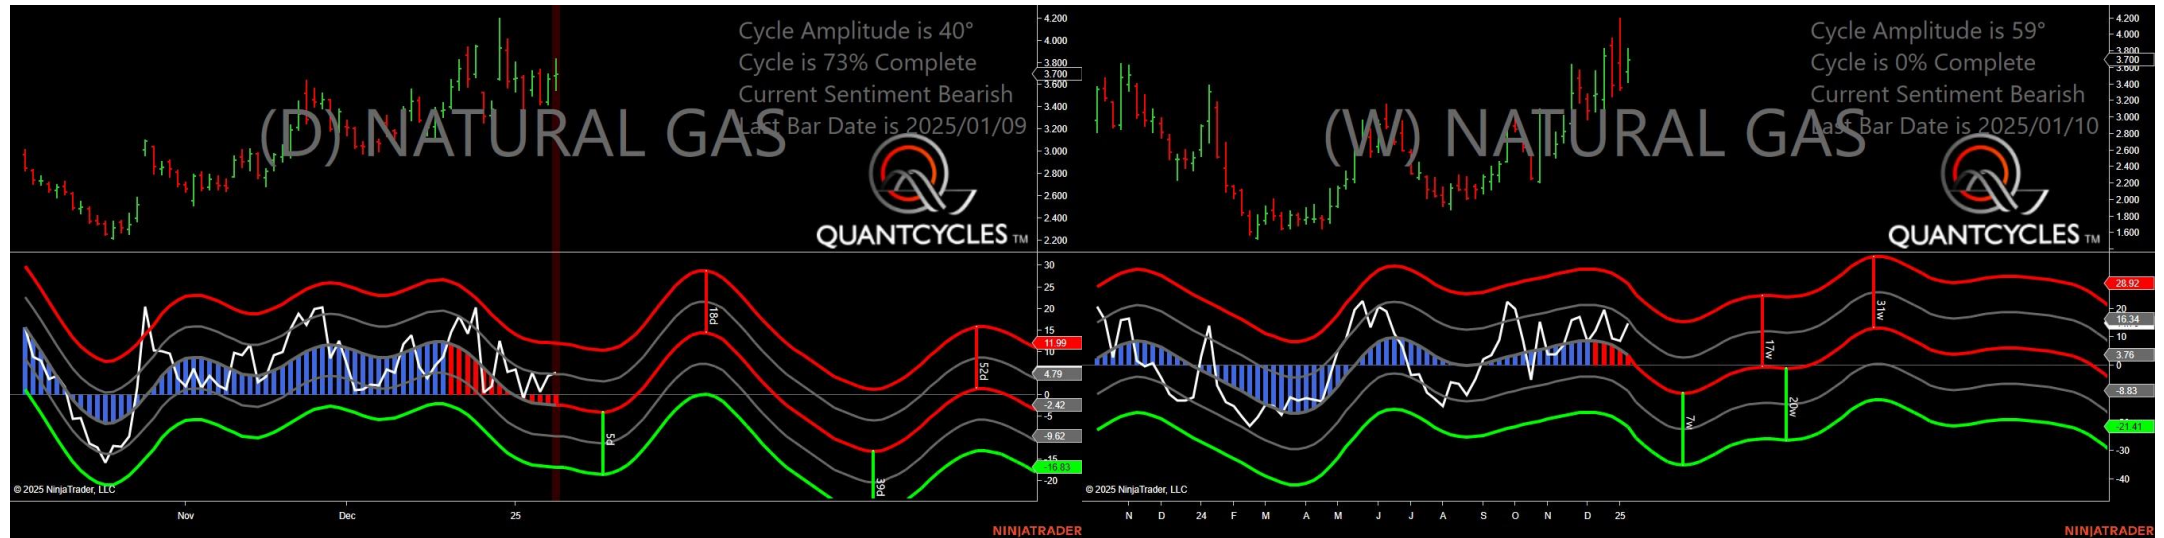 Cycle Amplitude is 40°
Cycle is 73% Complete
Current Sentiment Bearish
Last Bar Date is 2025/01/09
(D) NATURAL GAS
QUANTCYCLES TM
4.200
4.000
3.800
3.700
3.600
3.400
3.200
3.000
2.800
2.600
2.400
2.200
30
25
20
15
11.99
10
4.79
0
-2.42
-5
-9.62
-15
-16.83
-20
5d
18d
39d
52d
© 2025 NinjaTrader, LLC
Nov
Dec
25
NINJATRADER
Cycle Amplitude is 59°
Cycle is 0% Complete
Current Sentiment Bearish
Last Bar Date is 2025/01/10
(W) NATURAL GAS
QUANTCYCLES TM
4.200
4.000
3.800
3.700
3.600
3.400
3.200
3.000
2.800
2.600
2.400
2.200
2.000
1.800
1.600
28.92
20
16.34
10
3.76
0
-8.83
-21.41
-30
-40
7w
17w
20w
31w
© 2025 NinjaTrader, LLC
N D 24 F M A M J J A S O N D 25
NINJATRADER